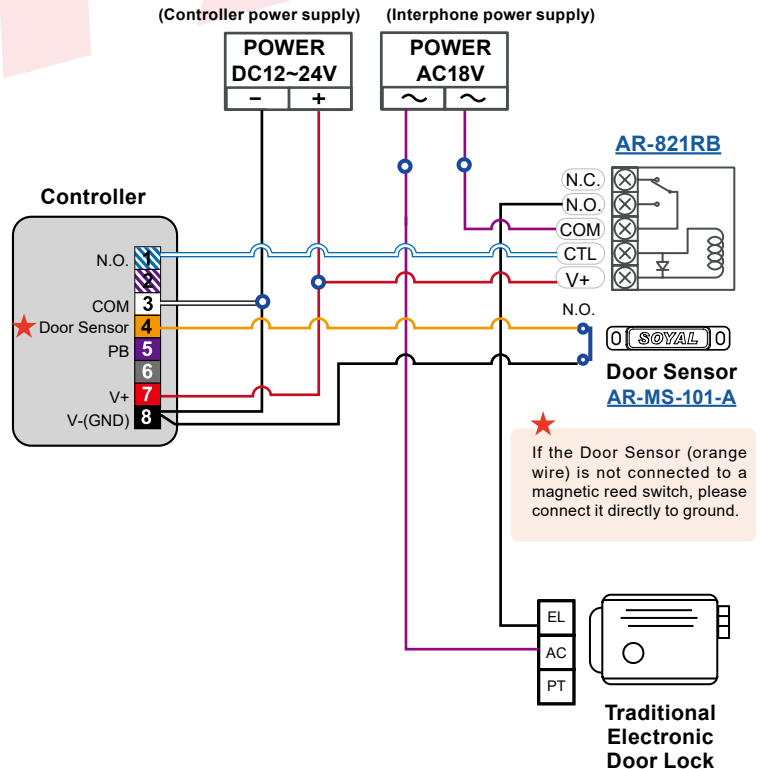 (Controller power supply)
(Interphone power supply)
POWER
DC12~24V
− +
POWER
AC18V
~ ~
AR-821RB
N.C.
N.O.
COM
CTL
V+
Controller
N.O. 1
2
COM 3
Door Sensor 4
PB 5
6
V+ 7
V-(GND) 8
N.O.
SOYAL
Door Sensor
AR-MS-101-A
If the Door Sensor (orange
wire) is not connected to a
magnetic reed switch, please
connect it directly to ground.
EL
AC
PT
Traditional
Electronic
Door Lock